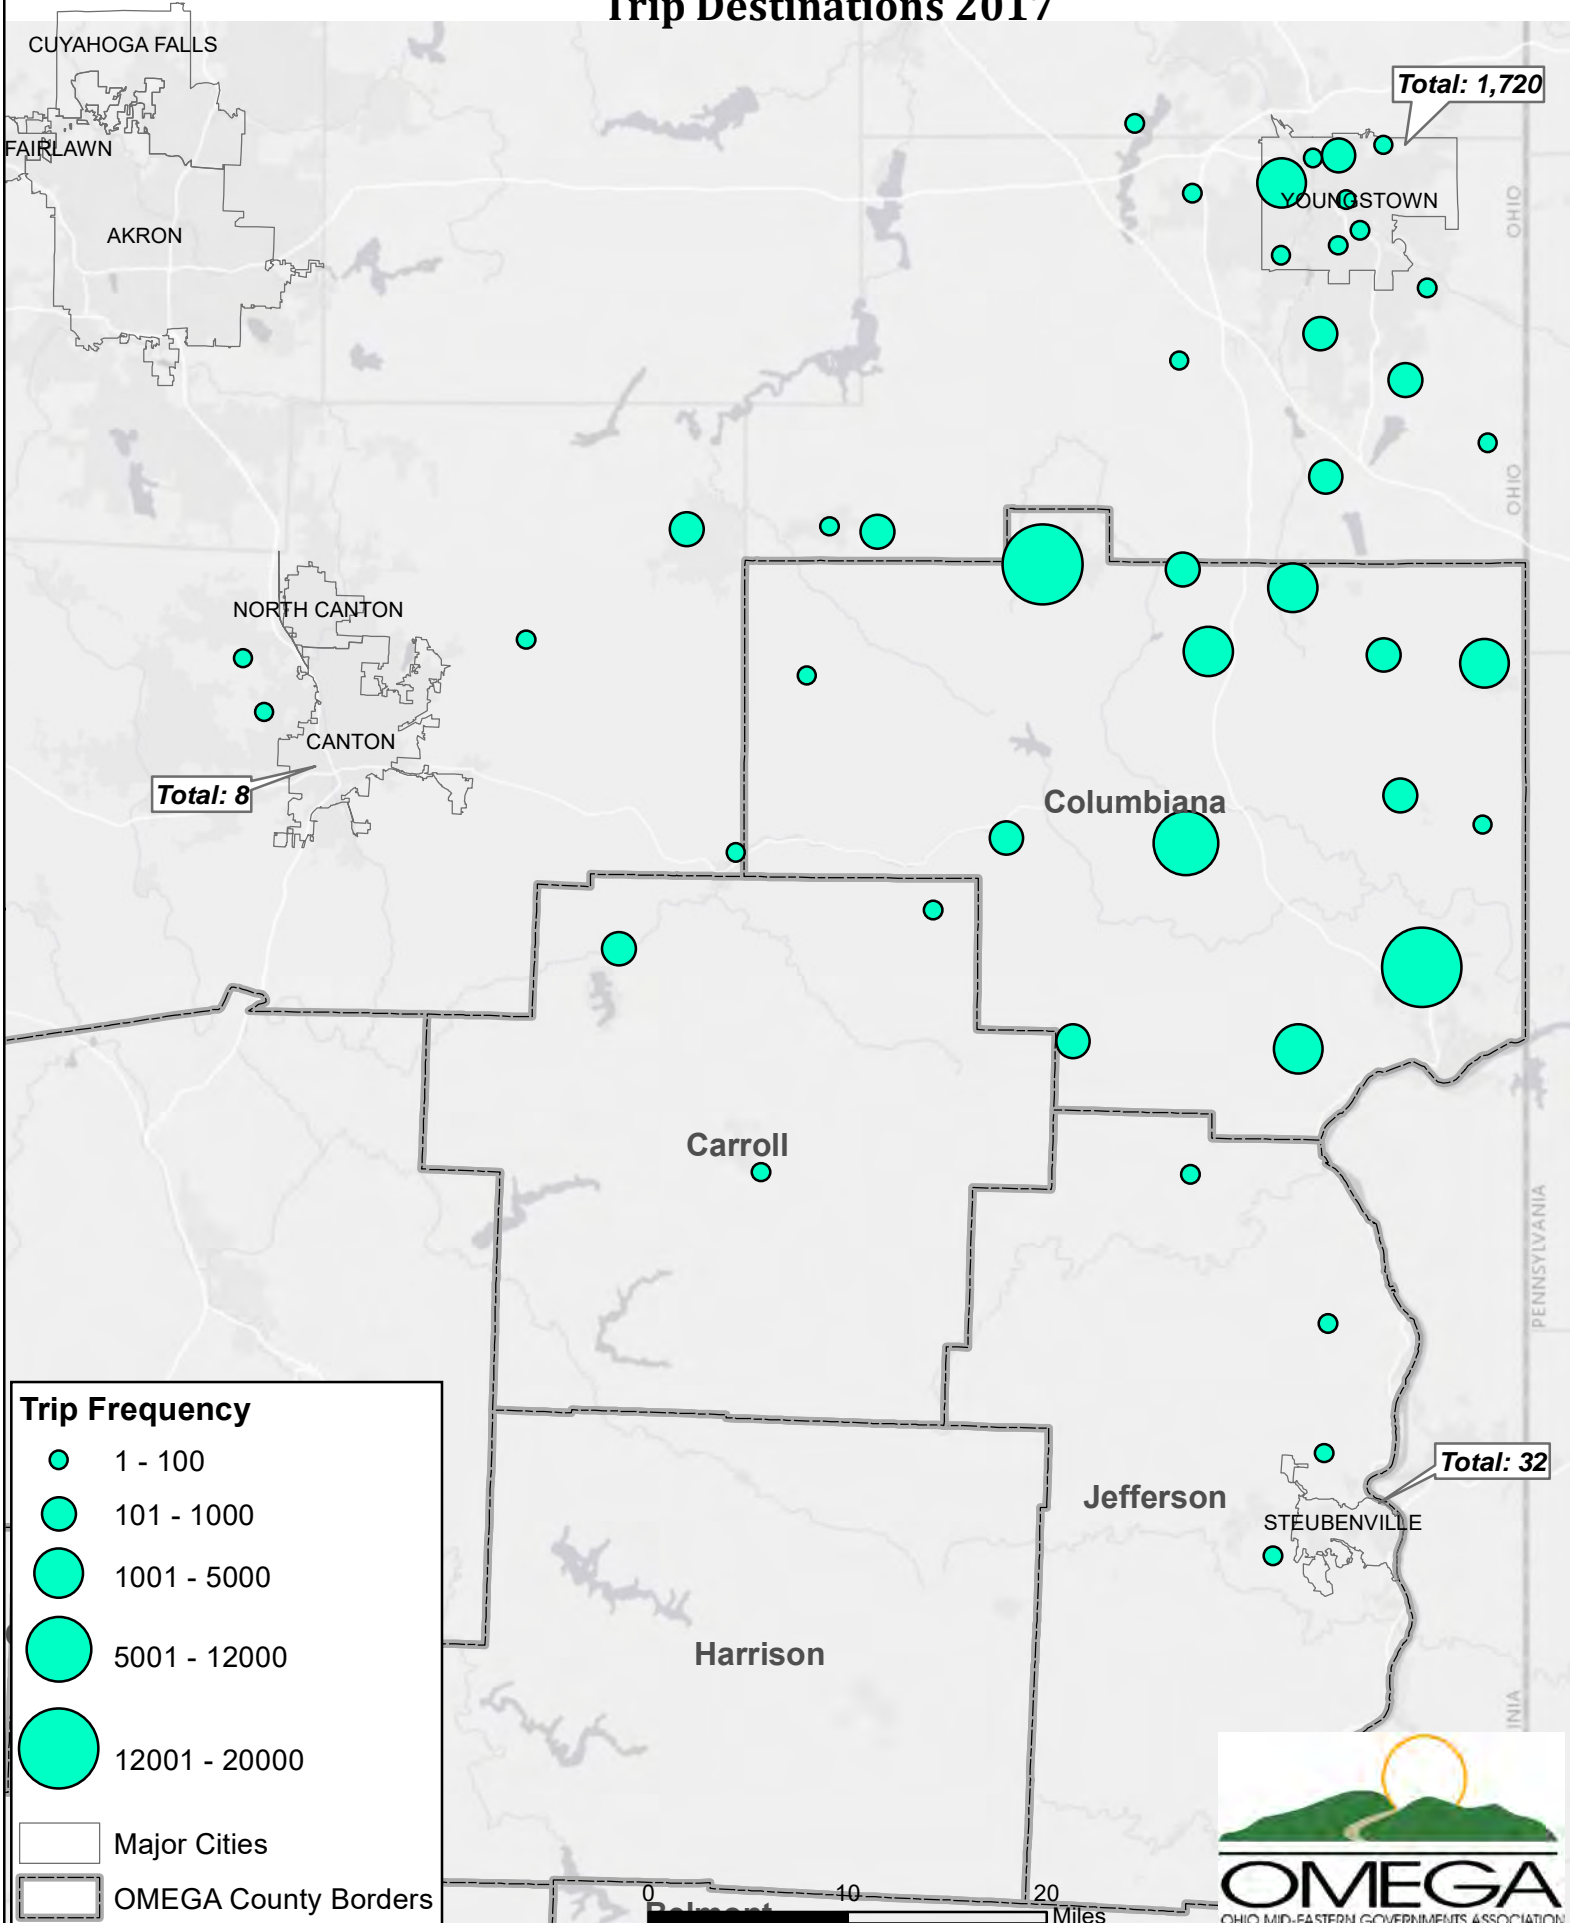 Trip Destinations 2017
CUYAHOGA FALLS
Total: 1,720
FAIRLAWN
YOUNGSTOWN
OHIO
AKRON
OHIO
NORTH CANTON
CANTON
Total: 8
Columbiana
Carroll
PENNSYLVANIA
Trip Frequency
1 - 100
101 - 1000
1001 - 5000
5001 - 12000
12001 - 20000
Major Cities
OMEGA County Borders
Total: 32
Jefferson
STEUBENVILLE
Harrison
0 10 20
Miles
Belmont
OMEGA
OHIO MID-EASTERN GOVERNMENTS ASSOCIATION